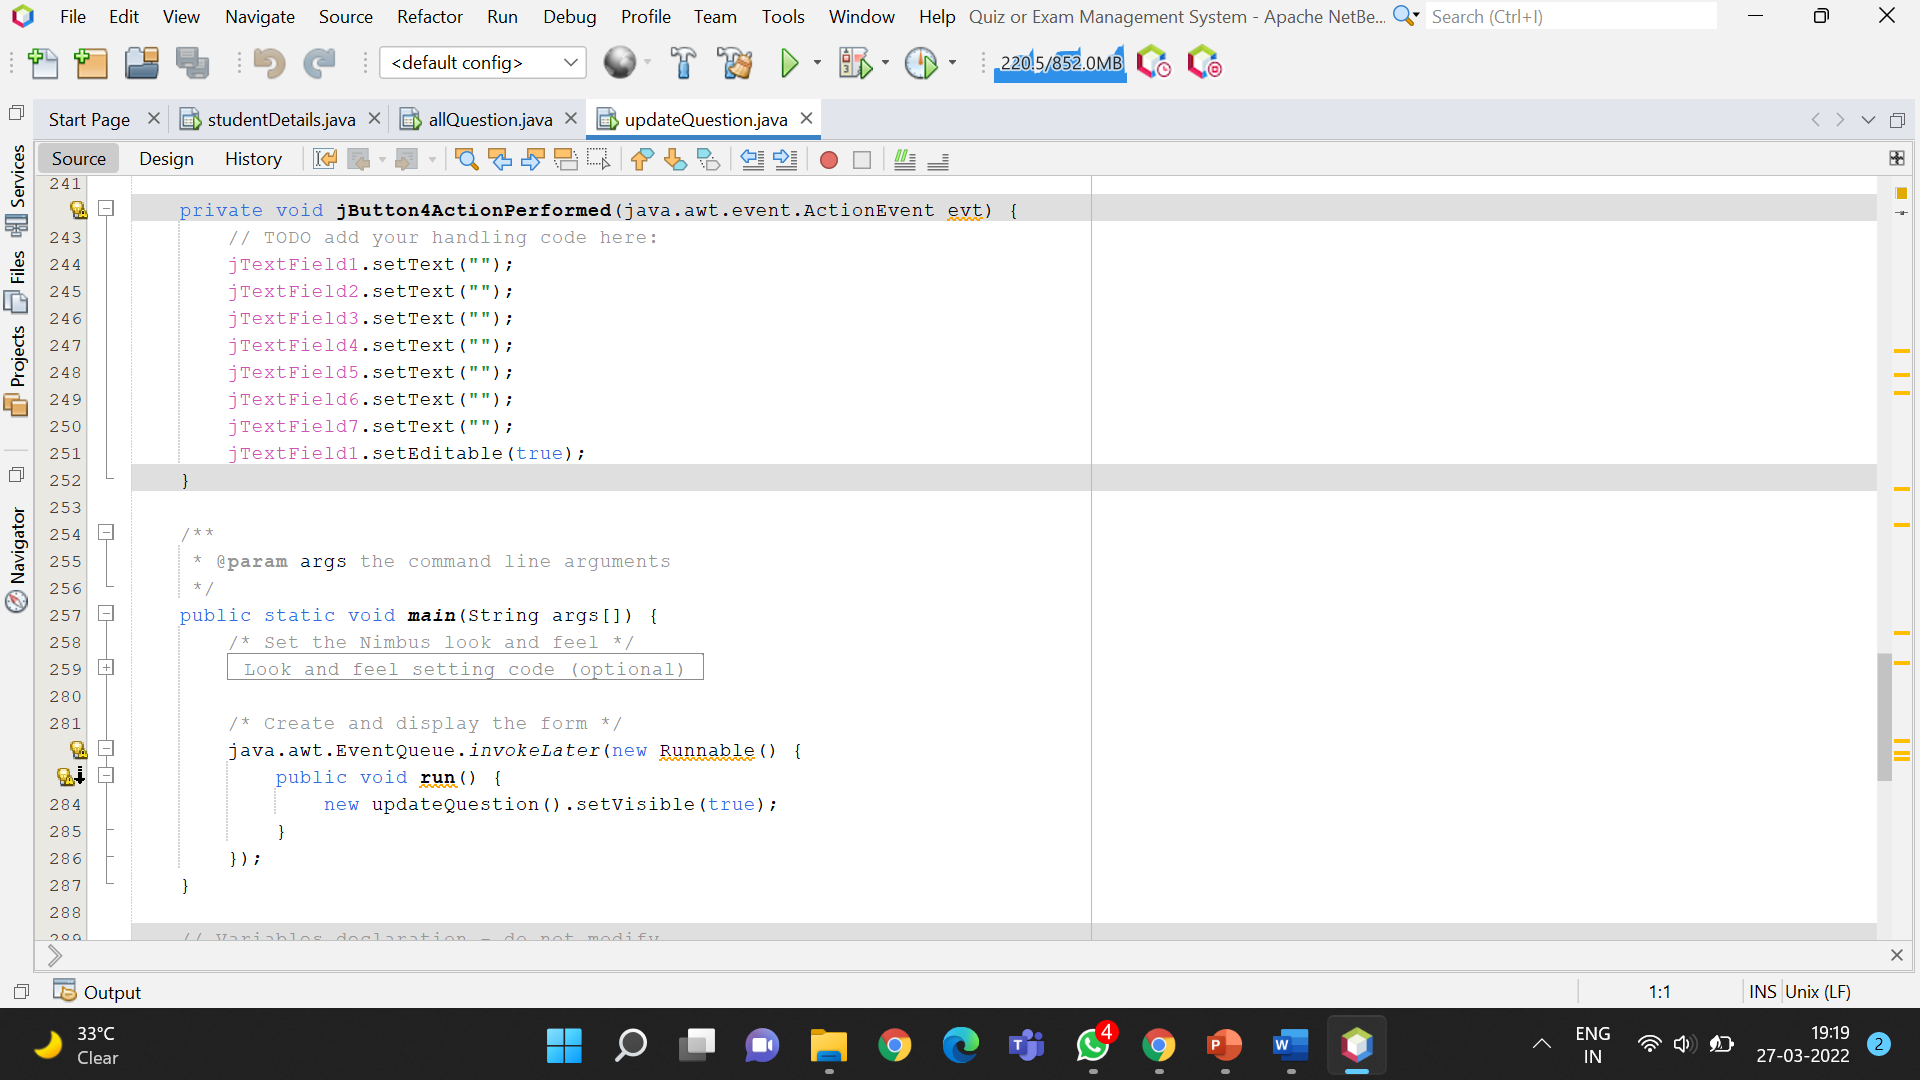 File Edit View Navigate Source Refactor Run Debug Profile Team Tools Window Help Quiz or Exam Management System - Apache NetBe... Search (Ctrl+I)
<default config> 220.5/852.0MB
Start Page studentDetails.java allQuestion.java updateQuestion.java
Source Design History
Services
Files
Projects
Navigator
241
private void jButton4ActionPerformed(java.awt.event.ActionEvent evt) {
243 // TODO add your handling code here:
244 jTextField1.setText("");
245 jTextField2.setText("");
246 jTextField3.setText("");
247 jTextField4.setText("");
248 jTextField5.setText("");
249 jTextField6.setText("");
250 jTextField7.setText("");
251 jTextField1.setEditable(true);
252 }
253
254 /**
255 * @param args the command line arguments
256 */
257 public static void main(String args[]) {
258 /* Set the Nimbus look and feel */
259 Look and feel setting code (optional)
280
281 /* Create and display the form */
java.awt.EventQueue.invokeLater(new Runnable() {
public void run() {
284 new updateQuestion().setVisible(true);
285 }
286 });
287 }
288
289 // Variables declaration - do not modify
Output 1:1 INS Unix (LF)
33°C
Clear
4
ENG
IN
19:19
27-03-2022
2